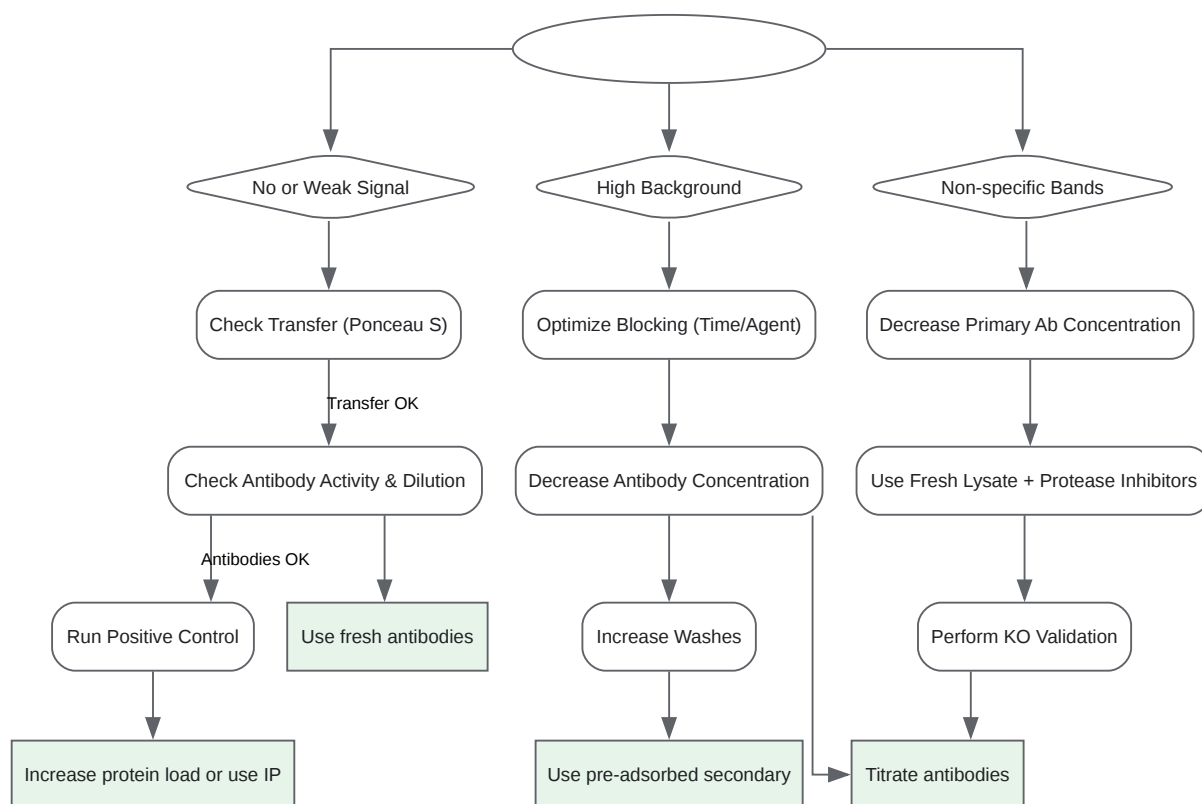 No or Weak Signal
High Background
Non-specific Bands
Check Transfer (Ponceau S)
Optimize Blocking (Time/Agent)
Decrease Primary Ab Concentration
Transfer OK
Check Antibody Activity & Dilution
Decrease Antibody Concentration
Use Fresh Lysate + Protease Inhibitors
Antibodies OK
Run Positive Control
Use fresh antibodies
Increase Washes
Perform KO Validation
Increase protein load or use IP
Use pre-adsorbed secondary
Titrate antibodies